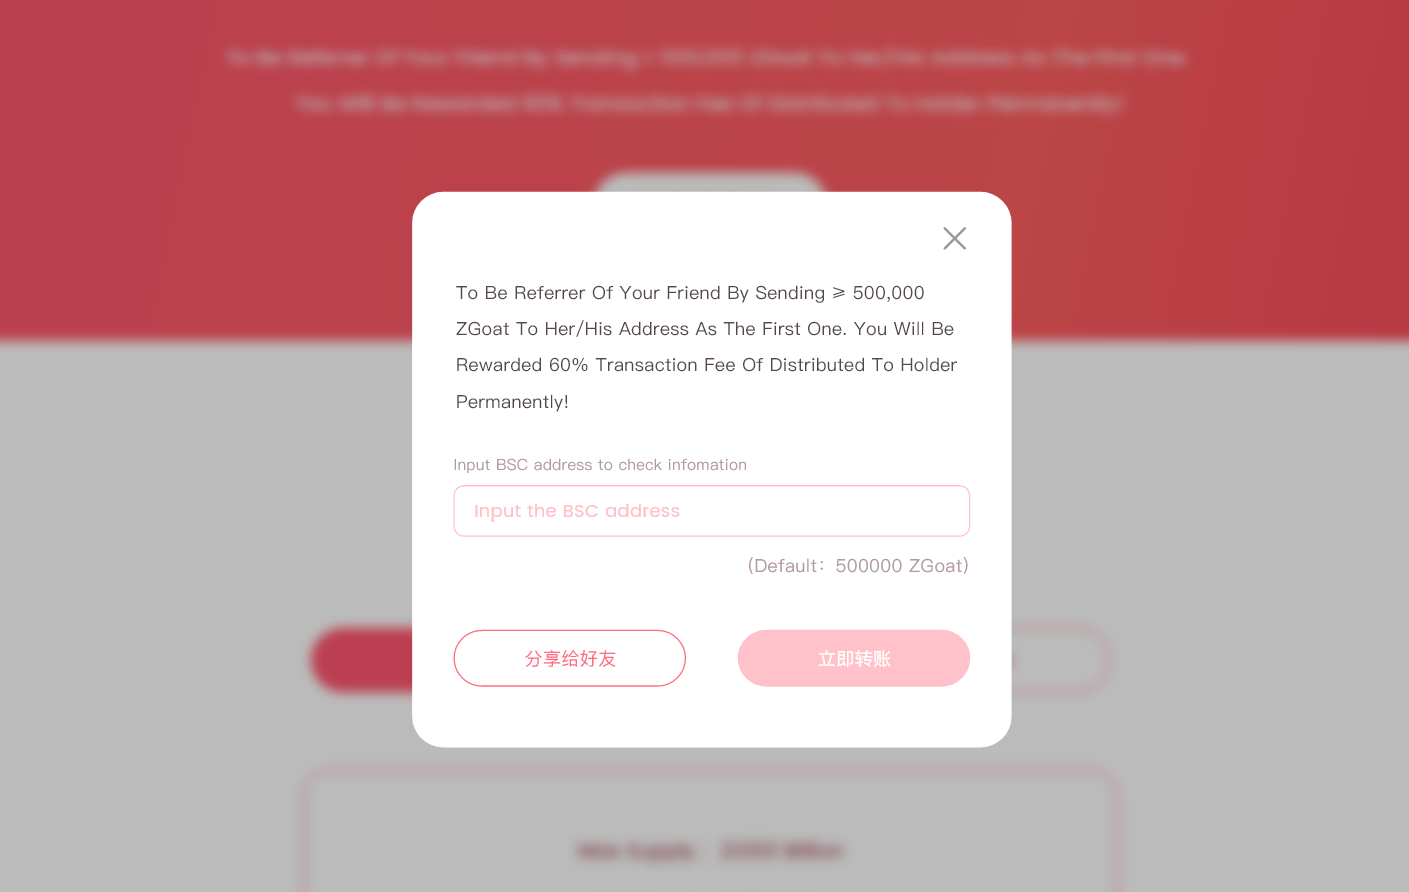 To Be Referrer Of Your Friend By Sending ≥ 500,000
ZGoat To Her/His Address As The First One. You Will Be
Rewarded 60% Transaction Fee Of Distributed To Holder
Permanently!
Input BSC address to check infomation
Input the BSC address
(Default：500000 ZGoat)
分享给好友
立即转账